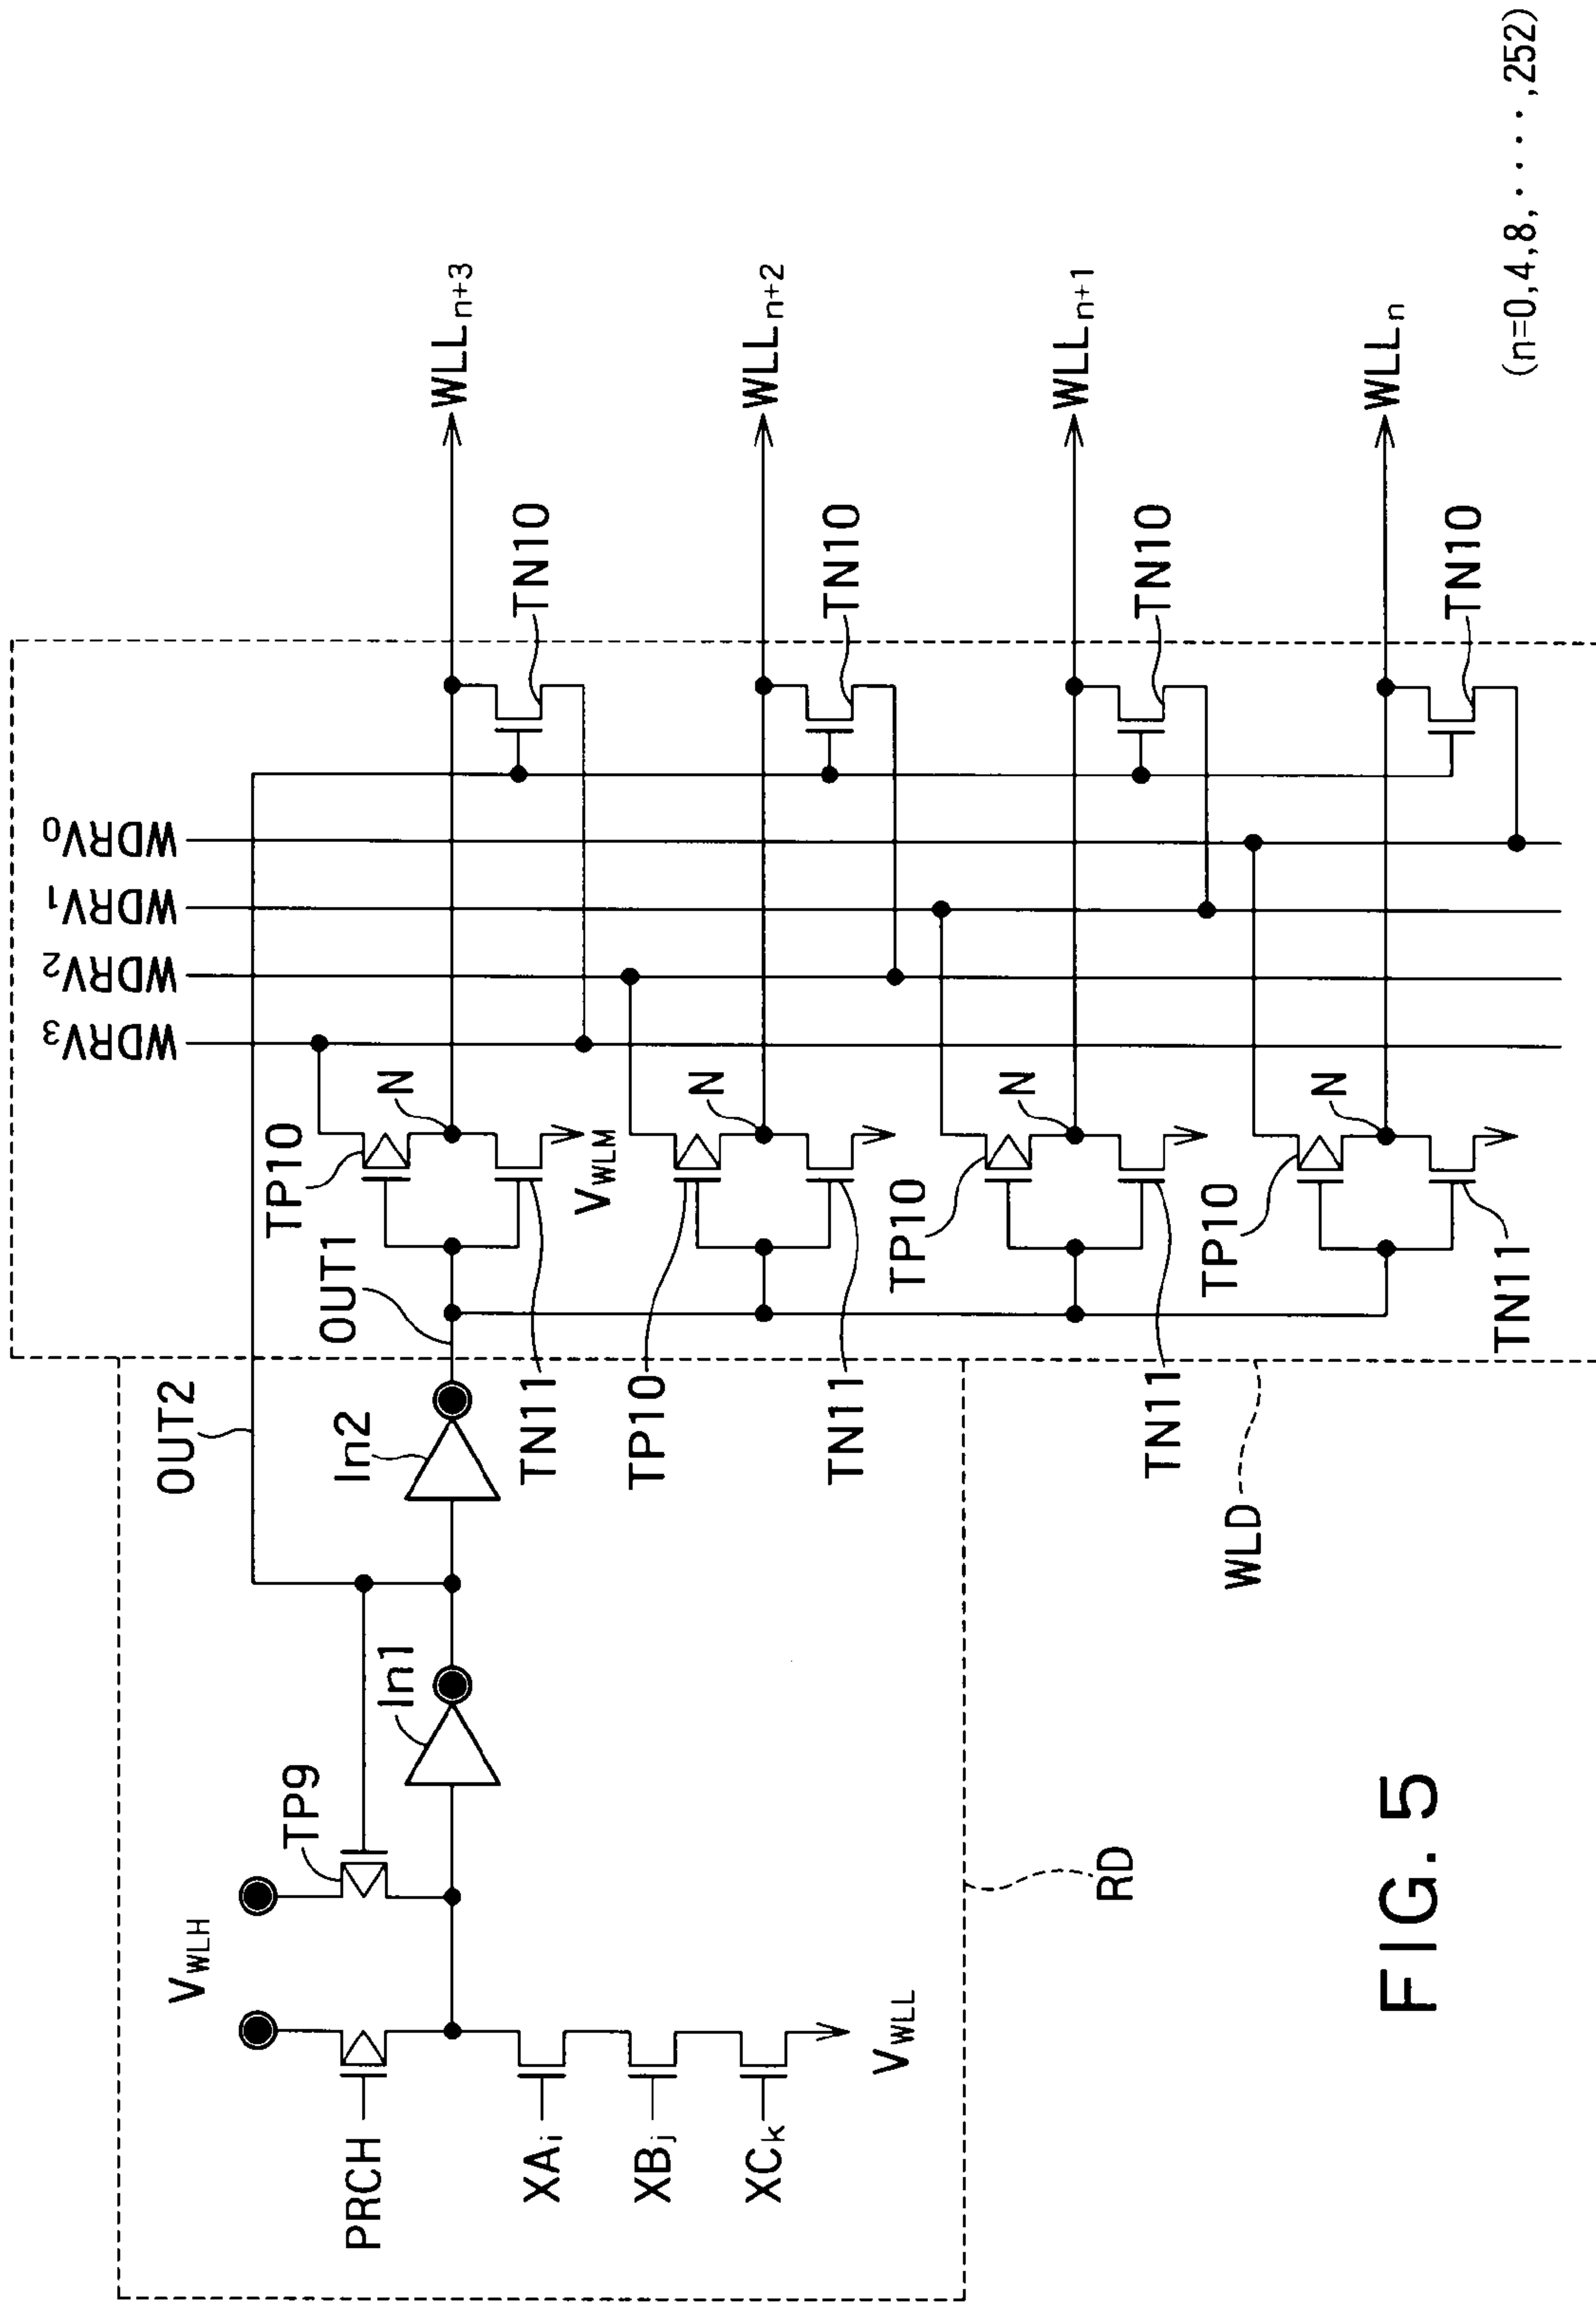 FIG. 5
PRCH
XAi
XBj
XCk
VWLH
VWLL
TP9
In1
In2
RD
OUT2
OUT1
TP10
TN11
VWLM
N
TP10
TN11
N
TP10
TN11
N
TP10
TN11
N
WLD
WDRV3
WDRV2
WDRV1
WDRV0
TN10
TN10
TN10
TN10
WLLn+3
WLLn+2
WLLn+1
WLLn
(n=0,4,8,・・・・,252)